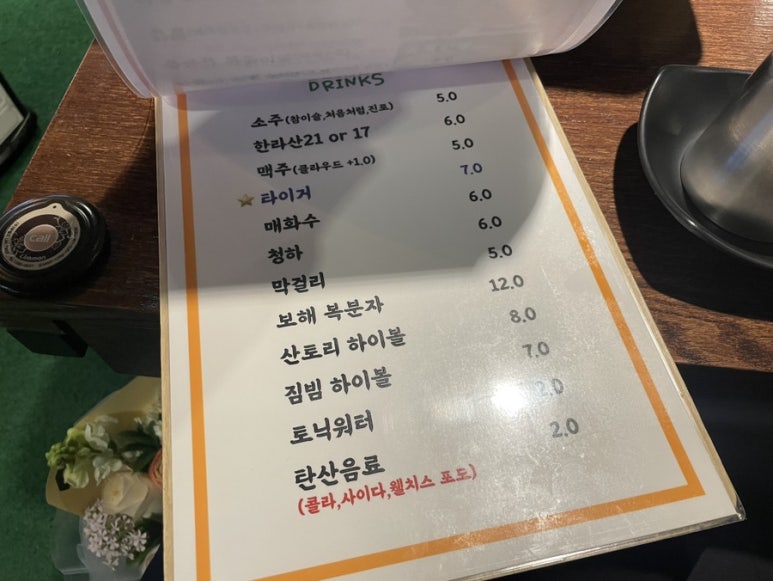 DRINKS
소주(참이슬,처음처럼,진로) 5.0
한라산21 or 17 6.0
맥주(클라우드 +1.0) 5.0
타이거 7.0
매화수 6.0
청하 6.0
막걸리 5.0
보해 복분자 12.0
산토리 하이볼 8.0
짐빔 하이볼 7.0
토닉워터 2.0
탄산음료 2.0
(콜라,사이다,웰치스 포도)
call